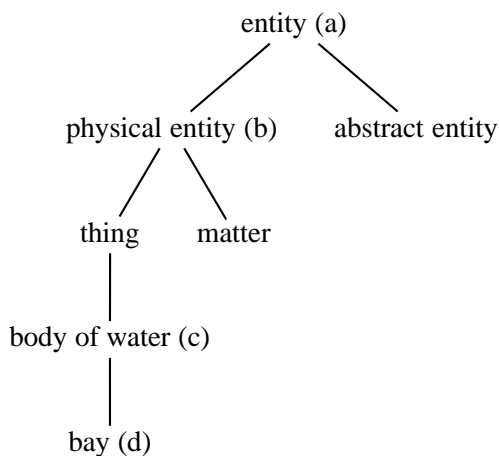 entity (a)
physical entity (b)
abstract entity
thing
matter
body of water (c)
bay (d)